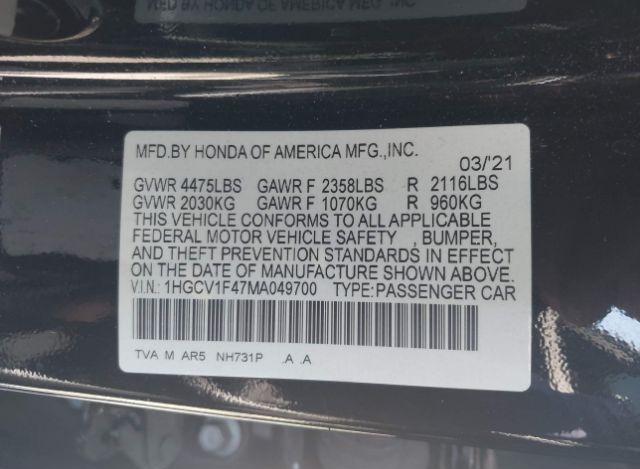 MFD.BY HONDA OF AMERICA MFG.,INC.
03/'21
GVWR 4475LBS GAWR F 2358LBS R 2116LBS
GVWR 2030KG GAWR F 1070KG R 960KG
THIS VEHICLE CONFORMS TO ALL APPLICABLE
FEDERAL MOTOR VEHICLE SAFETY , BUMPER,
AND THEFT PREVENTION STANDARDS IN EFFECT
ON THE DATE OF MANUFACTURE SHOWN ABOVE.
V.I.N.: 1HGCV1F47MA049700 TYPE:PASSENGER CAR
TVA M AR5 NH731P .A .A